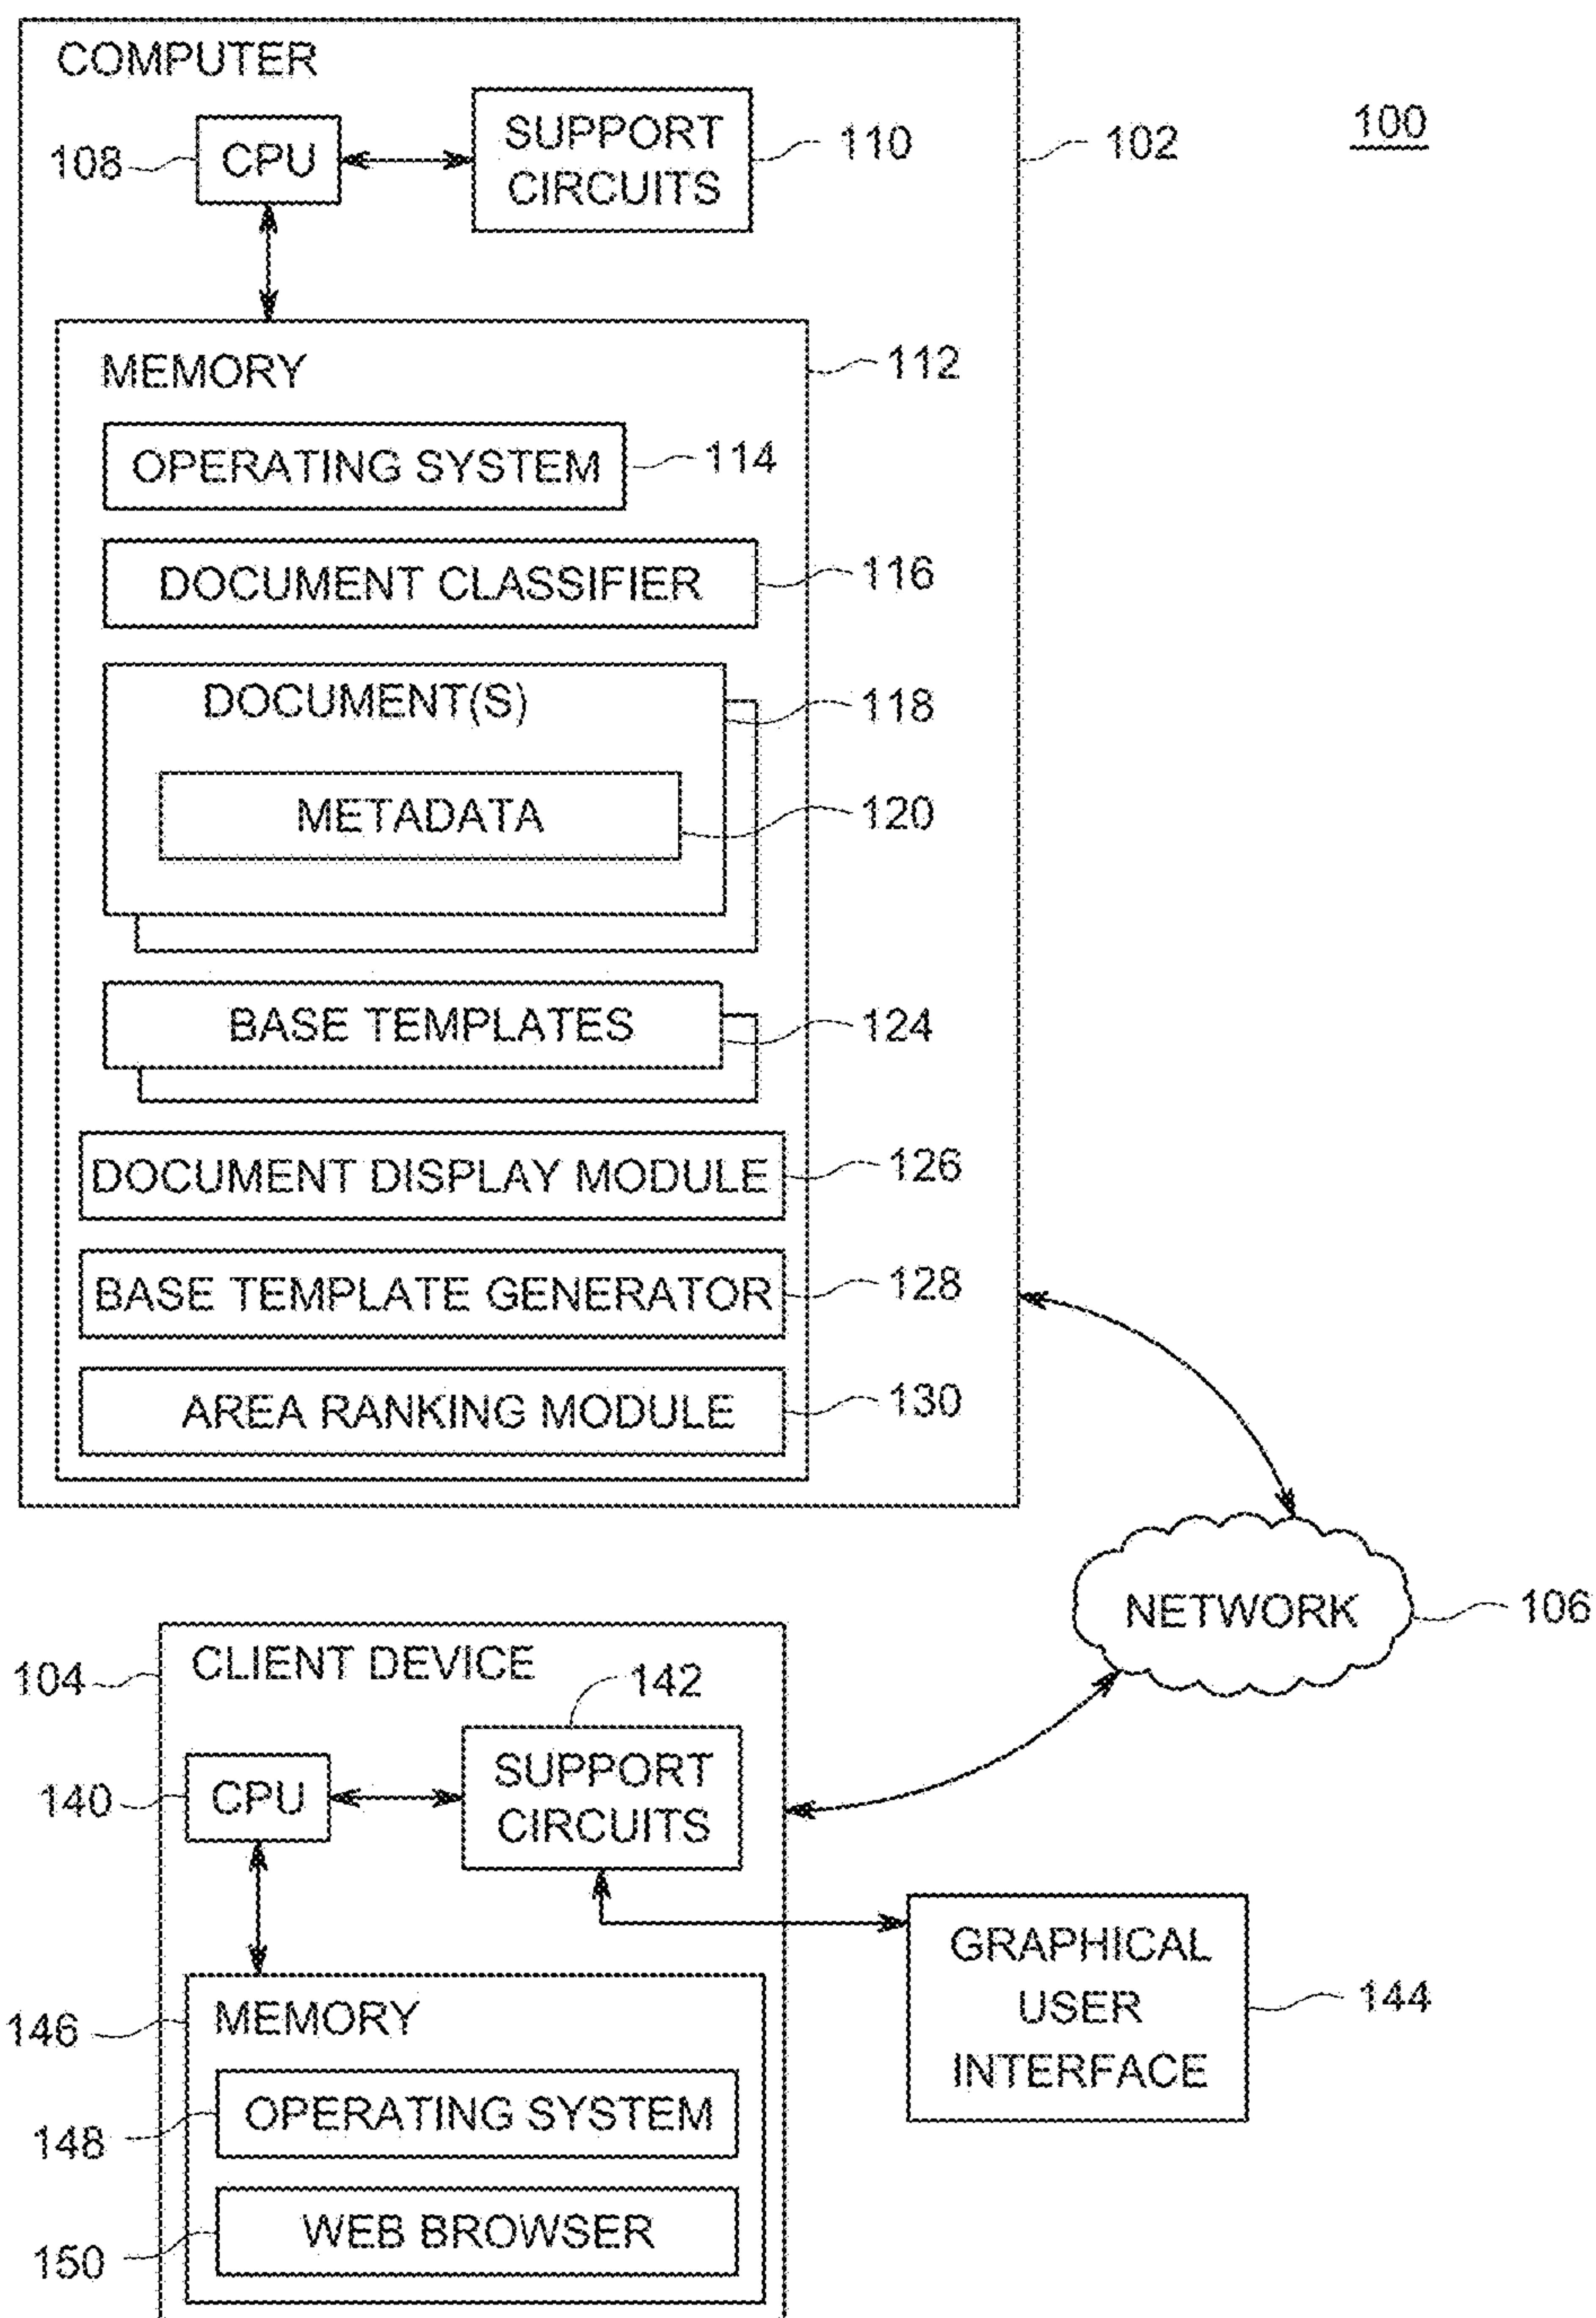 COMPUTER
108
CPU
SUPPORT
CIRCUITS
110
102
100
MEMORY
112
OPERATING SYSTEM
114
DOCUMENT CLASSIFIER
116
DOCUMENT(S)
118
METADATA
120
BASE TEMPLATES
124
DOCUMENT DISPLAY MODULE
126
BASE TEMPLATE GENERATOR
128
AREA RANKING MODULE
130
NETWORK
106
104
CLIENT DEVICE
142
140
CPU
SUPPORT
CIRCUITS
146
MEMORY
GRAPHICAL
USER
INTERFACE
144
148
OPERATING SYSTEM
150
WEB BROWSER